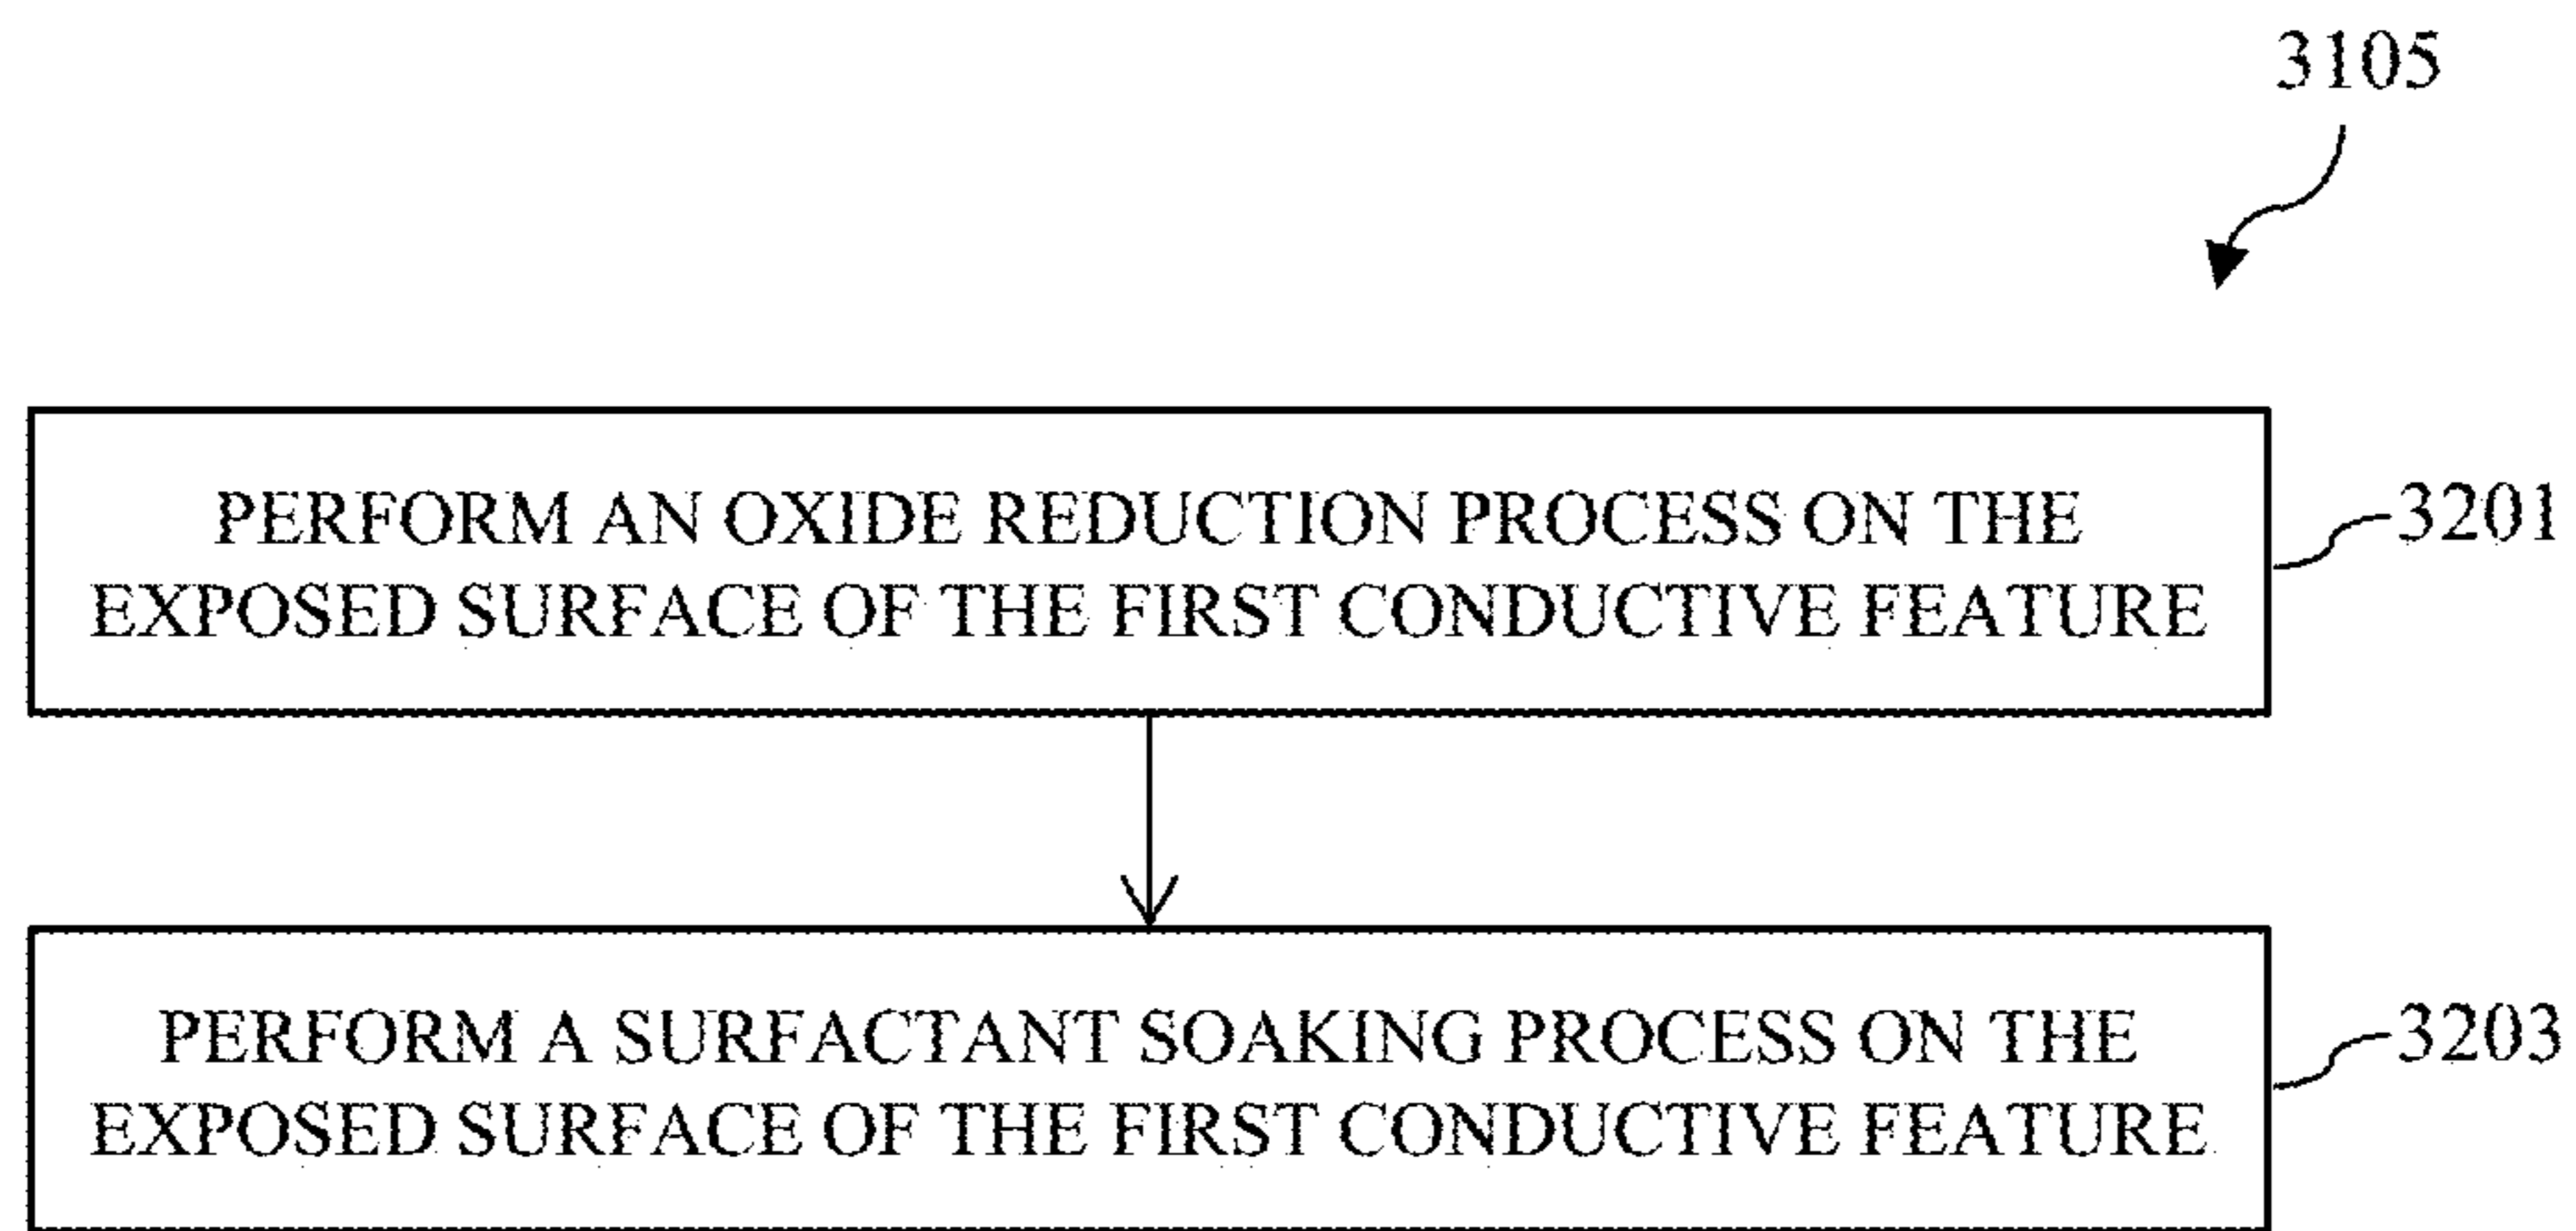 3105
PERFORM AN OXIDE REDUCTION PROCESS ON THE
EXPOSED SURFACE OF THE FIRST CONDUCTIVE FEATURE
3201
PERFORM A SURFACTANT SOAKING PROCESS ON THE
EXPOSED SURFACE OF THE FIRST CONDUCTIVE FEATURE
3203